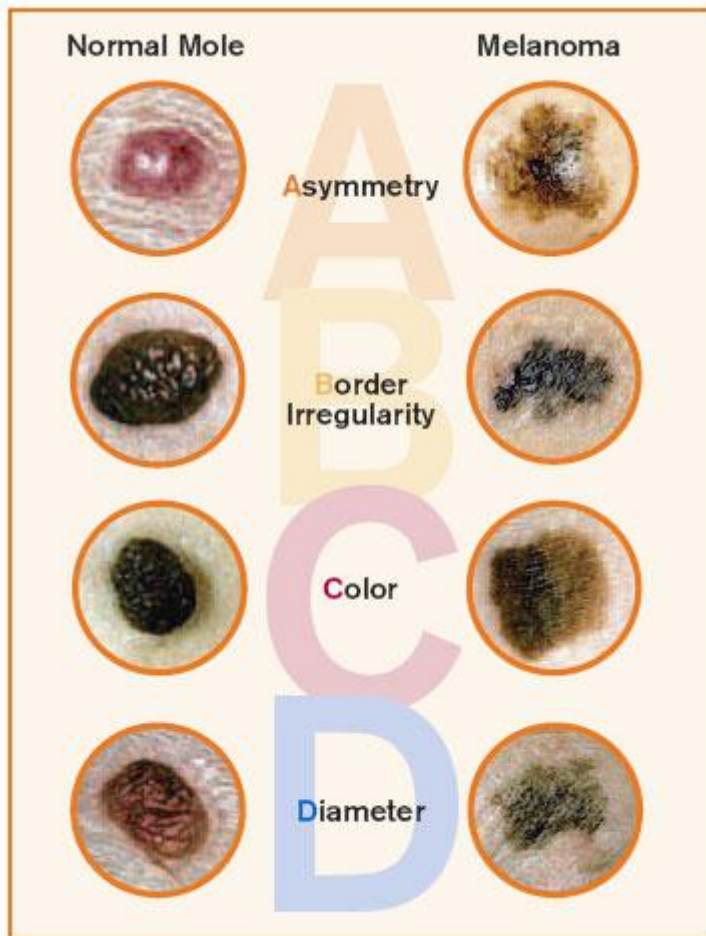 Normal Mole
Melanoma
A
Asymmetry
B
Border
Irregularity
C
Color
D
Diameter